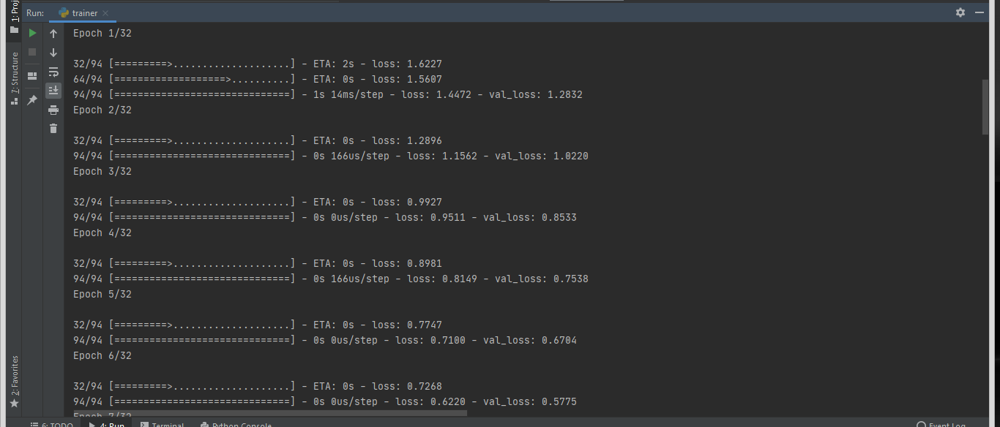 1: Proj
Run: trainer
Epoch 1/32
32/94 [=========>....................] - ETA: 2s - loss: 1.6227
64/94 [===================>..........] - ETA: 0s - loss: 1.5607
94/94 [==============================] - 1s 14ms/step - loss: 1.4472 - val_loss: 1.2832
Epoch 2/32
32/94 [=========>....................] - ETA: 0s - loss: 1.2896
94/94 [==============================] - 0s 166us/step - loss: 1.1562 - val_loss: 1.0220
Epoch 3/32
32/94 [=========>....................] - ETA: 0s - loss: 0.9927
94/94 [==============================] - 0s 0us/step - loss: 0.9511 - val_loss: 0.8533
Epoch 4/32
32/94 [=========>....................] - ETA: 0s - loss: 0.8981
94/94 [==============================] - 0s 166us/step - loss: 0.8149 - val_loss: 0.7538
Epoch 5/32
32/94 [=========>....................] - ETA: 0s - loss: 0.7747
94/94 [==============================] - 0s 0us/step - loss: 0.7100 - val_loss: 0.6704
Epoch 6/32
32/94 [=========>....................] - ETA: 0s - loss: 0.7268
94/94 [==============================] - 0s 0us/step - loss: 0.6220 - val_loss: 0.5775
Epoch 7/32
7: Structure
2: Favorites
6: TODO 4: Run Terminal Python Console Event Log